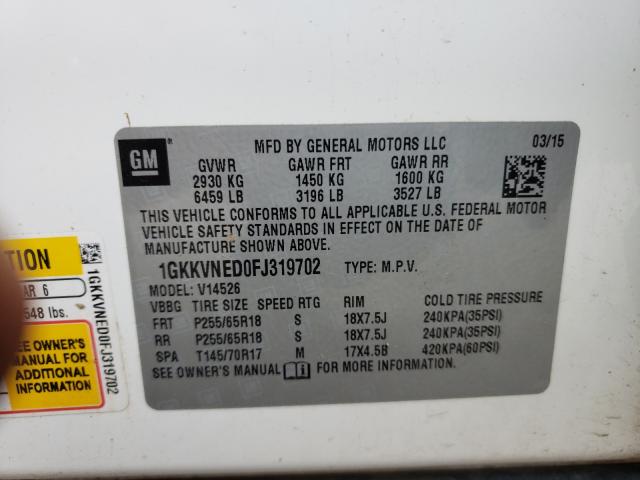 GM
MFD BY GENERAL MOTORS LLC 03/15
GVWR GAWR FRT GAWR RR
2930 KG 1450 KG 1600 KG
6459 LB 3196 LB 3527 LB
THIS VEHICLE CONFORMS TO ALL APPLICABLE U.S. FEDERAL MOTOR
VEHICLE SAFETY STANDARDS IN EFFECT ON THE DATE OF
MANUFACTURE SHOWN ABOVE.
1GKKVNED0FJ319702 TYPE: M.P.V.
MODEL: V14526
VBBG TIRE SIZE SPEED RTG RIM COLD TIRE PRESSURE
FRT P255/65R18 S 18X7.5J 240KPA(35PSI)
RR P255/65R18 S 18X7.5J 240KPA(35PSI)
SPA T145/70R17 M 17X4.5B 420KPA(60PSI)
SEE OWNER'S MANUAL FOR MORE INFORMATION.
TION
AR 6
548 lbs.
EE OWNER'S
MANUAL FOR
ADDITIONAL
INFORMATION
1GKKVNED0FJ319702